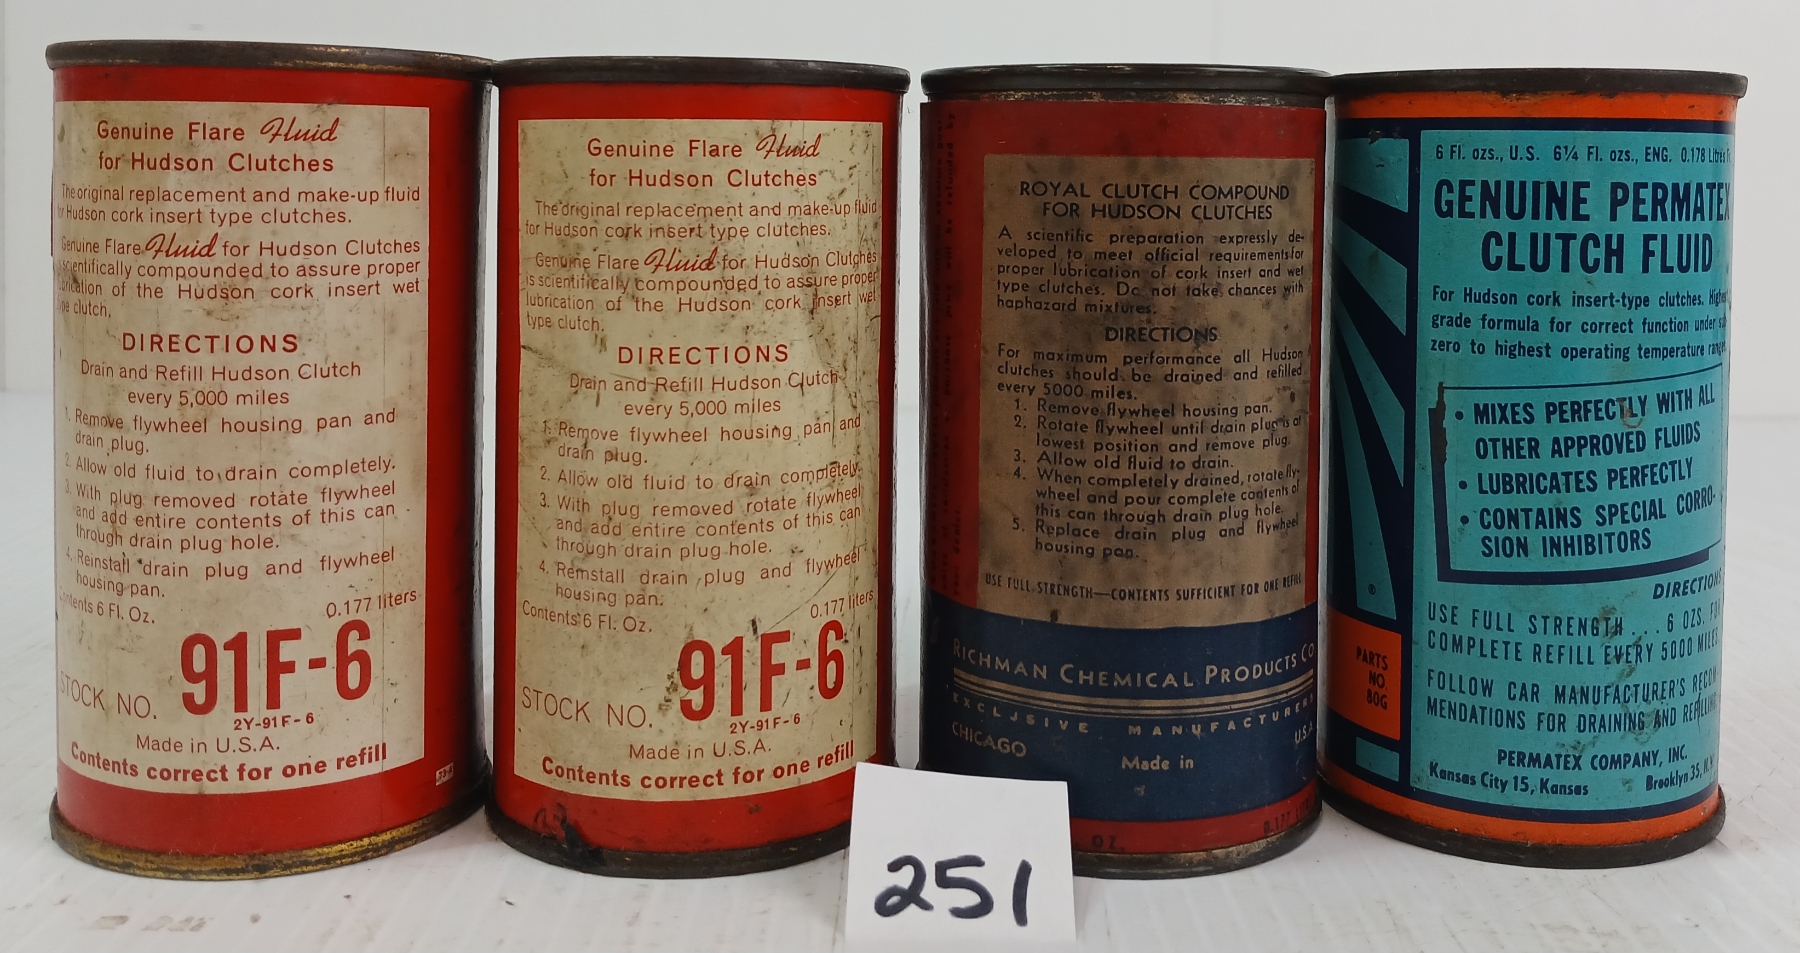 Genuine Flare Fluid
for Hudson Clutches
The original replacement and make-up fluid
for Hudson cork insert type clutches.
Genuine Flare Fluid for Hudson Clutches
scientifically compounded to assure proper
lubrication of the Hudson cork insert wet
type clutch.
DIRECTIONS
Drain and Refill Hudson Clutch
every 5,000 miles
1. Remove flywheel housing pan and
drain plug.
2. Allow old fluid to drain completely.
3. With plug removed rotate flywheel
and add entire contents of this can
through drain plug hole.
4. Reinstall drain plug and flywheel
housing pan.
Contents 6 Fl. Oz. 0.177 liters
STOCK NO. 91F-6
2Y-91F-6
Made in U.S.A.
Contents correct for one refill
Genuine Flare Fluid
for Hudson Clutches
The original replacement and make-up fluid
for Hudson cork insert type clutches.
Genuine Flare Fluid for Hudson Clutches
is scientifically compounded to assure proper
lubrication of the Hudson cork insert wet
type clutch.
DIRECTIONS
Drain and Refill Hudson Clutch
every 5,000 miles
1. Remove flywheel housing pan and
drain plug.
2. Allow old fluid to drain completely.
3. With plug removed rotate flywheel
and add entire contents of this can
through drain plug hole.
4. Reinstall drain plug and flywheel
housing pan.
Contents 6 Fl. Oz. 0.177 liters
STOCK NO. 91F-6
2Y-91F-6
Made in U.S.A.
Contents correct for one refill
ROYAL CLUTCH COMPOUND
FOR HUDSON CLUTCHES
A scientific preparation expressly de-
veloped to meet official requirements for
proper lubrication of cork insert and wet
type clutches. Do not take chances with
haphazard mixtures.
DIRECTIONS
For maximum performance all Hudson
clutches should be drained and refilled
every 5000 miles.
1. Remove flywheel housing pan.
2. Rotate flywheel until drain plug is at
lowest position and remove plug.
3. Allow old fluid to drain.
4. When completely drained, rotate fly-
wheel and pour complete contents of
this can through drain plug hole.
5. Replace drain plug and flywheel
housing pan.
USE FULL STRENGTH—CONTENTS SUFFICIENT FOR ONE REFILL
RICHMAN CHEMICAL PRODUCTS CO
EXCLUSIVE MANUFACTURERS
CHICAGO U.S.A.
Made in
OZ.
6 Fl. ozs., U.S. 6¼ Fl. ozs., ENG. 0.178 Litres
GENUINE PERMATEX
CLUTCH FLUID
For Hudson cork insert-type clutches. High
grade formula for correct function under
zero to highest operating temperature
• MIXES PERFECTLY WITH ALL
OTHER APPROVED FLUIDS
• LUBRICATES PERFECTLY
• CONTAINS SPECIAL CORRO-
SION INHIBITORS
DIRECTIONS
USE FULL STRENGTH...6 OZS. FOR
COMPLETE REFILL EVERY 5000 MILES
FOLLOW CAR MANUFACTURER'S RECOM-
MENDATIONS FOR DRAINING AND REFILLING
PERMATEX COMPANY, INC.
Kansas City 15, Kansas Brooklyn 35, N.Y.
®
PARTS
NO.
80G
251